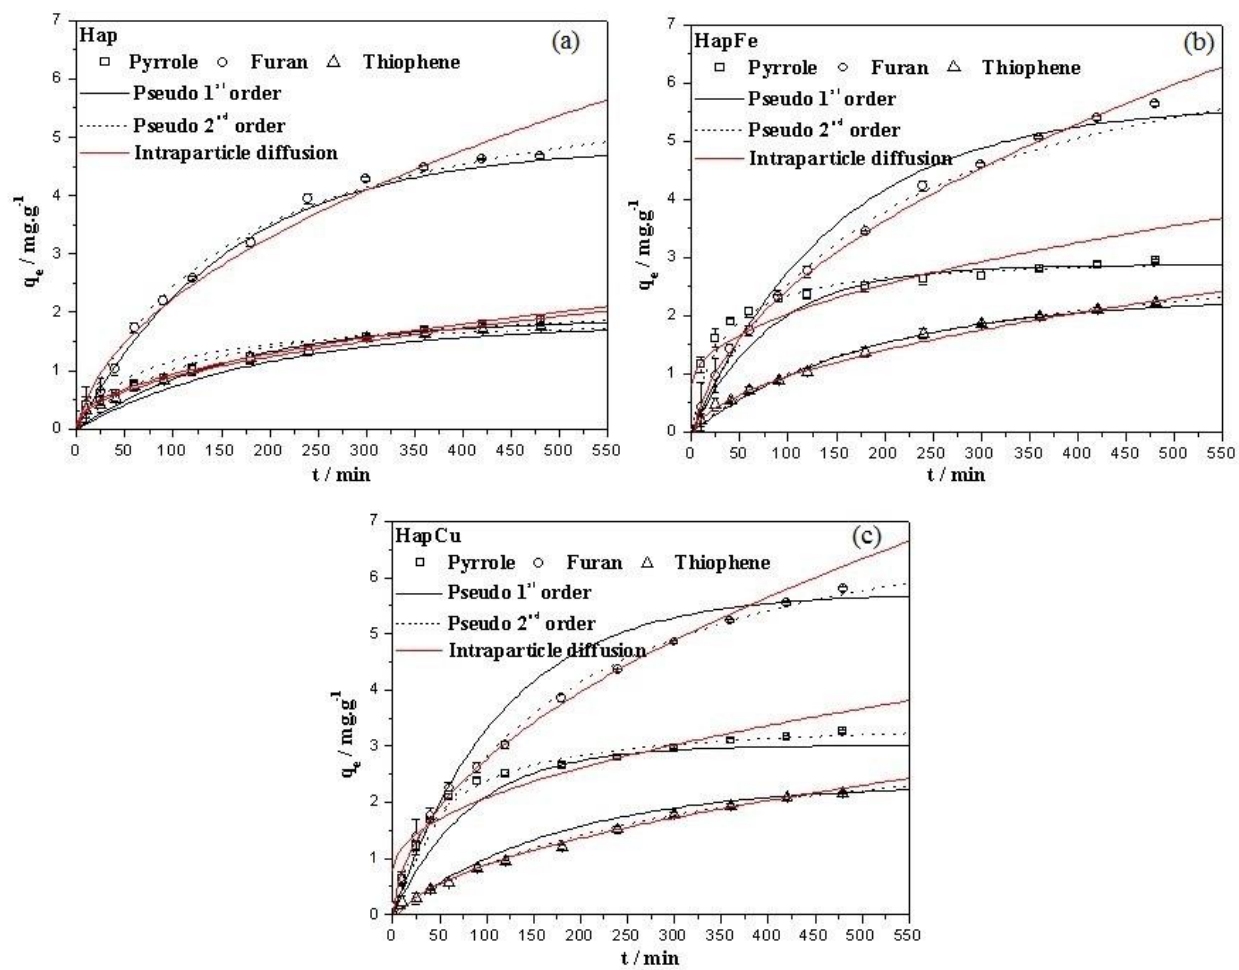 Hap (a)
Pyrrole Furan Thiophene
Pseudo 1st order
Pseudo 2nd order
Intraparticle diffusion
7
6
5
4
3
2
1
0
qe / mg.g-1
0 50 100 150 200 250 300 350 400 450 500 550
t / min
HapFe (b)
Pyrrole Furan Thiophene
Pseudo 1st order
Pseudo 2nd order
Intraparticle diffusion
7
6
5
4
3
2
1
0
qe / mg.g-1
0 50 100 150 200 250 300 350 400 450 500 550
t / min
HapCu (c)
Pyrrole Furan Thiophene
Pseudo 1st order
Pseudo 2nd order
Intraparticle diffusion
7
6
5
4
3
2
1
0
qe / mg.g-1
0 50 100 150 200 250 300 350 400 450 500 550
t / min